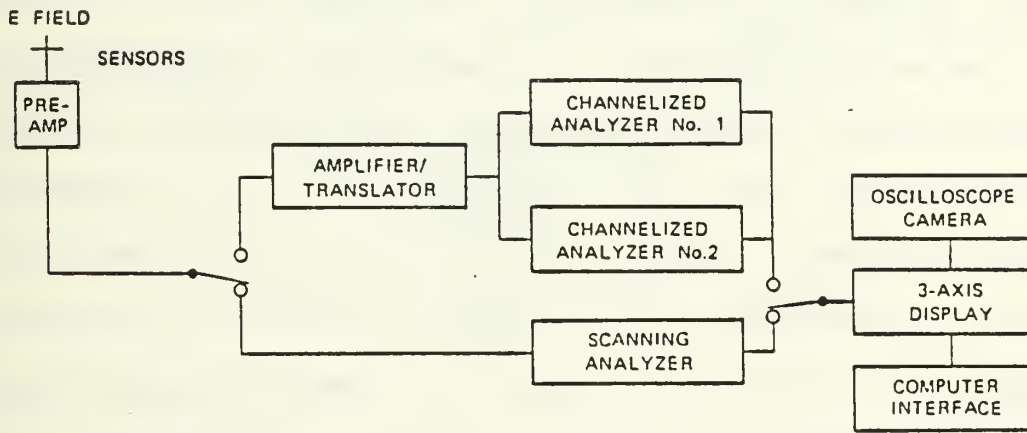 E FIELD
SENSORS
PRE-
AMP
AMPLIFIER/
TRANSLATOR
CHANNELIZED
ANALYZER No. 1
CHANNELIZED
ANALYZER No.2
SCANNING
ANALYZER
OSCILLOSCOPE
CAMERA
3-AXIS
DISPLAY
COMPUTER
INTERFACE